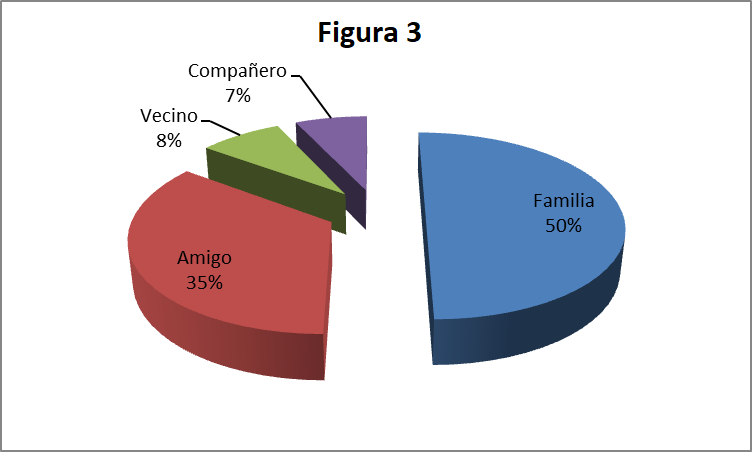 Figura 3
Compañero
7%
Vecino
8%
Familia
50%
Amigo
35%